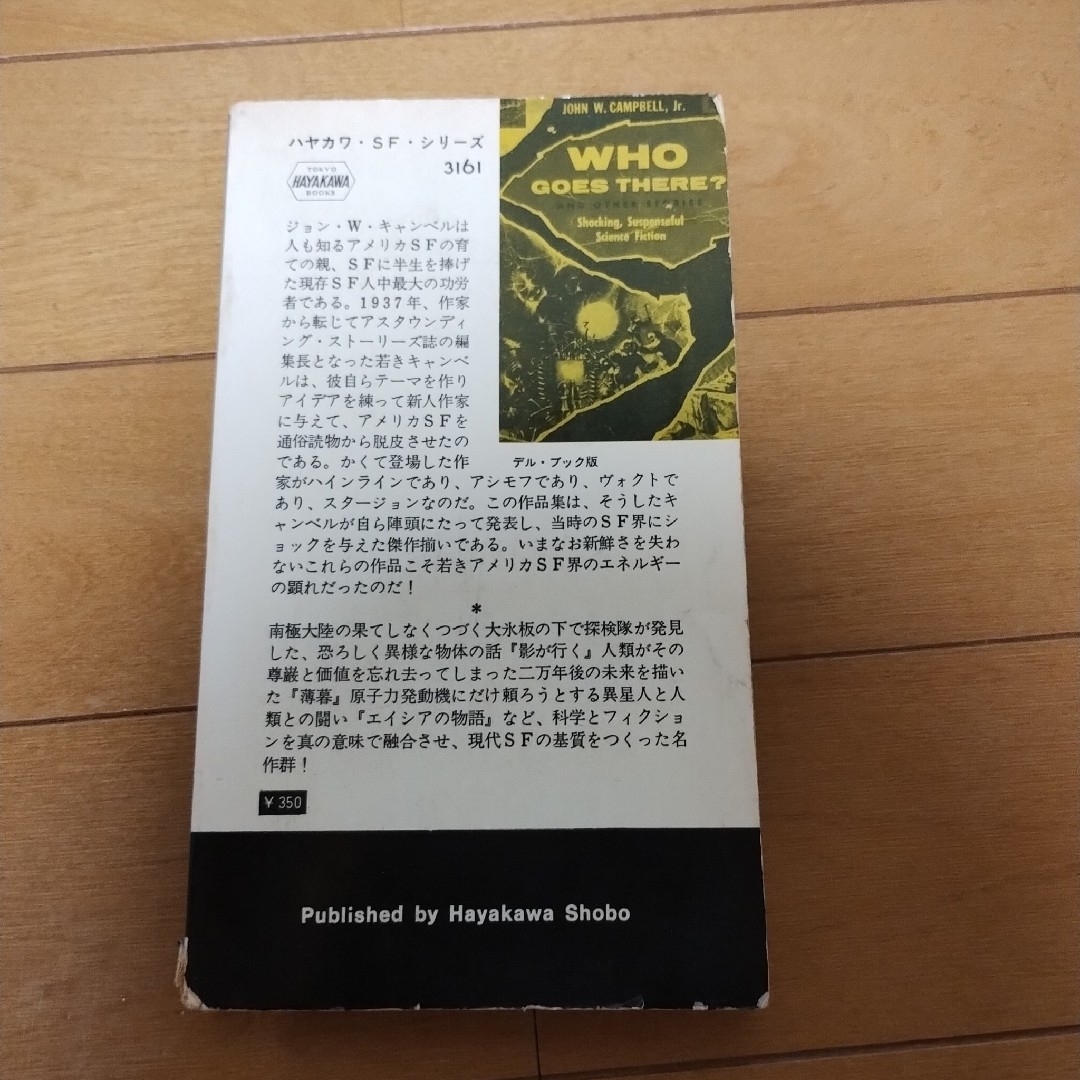 ハヤカワ・SF・シリーズ
3161
TOKYO
HAYAKAWA
BOOKS
JOHN W. CAMPBELL, Jr.
WHO
GOES THERE?
AND OTHER STORIES
Shocking, Suspenseful
Science Fiction
デル・ブック版
ジョン・W・キャンベルは
人も知るアメリカSFの育
ての親、SFに半生を捧げ
た現存SF人中最大の功労
者である。1937年、作家
から転じてアスタウンディ
ング・ストーリーズ誌の編
集長となった若きキャンベ
ルは、彼自らテーマを作り
アイデアを練って新人作家
に与えて、アメリカSFを
通俗読物から脱皮させたの
である。かくて登場した作
家がハインラインであり、アシモフであり、ヴォクトで
あり、スタージョンなのだ。この作品集は、そうしたキ
ャンベルが自ら陣頭にたって発表し、当時のSF界にシ
ョックを与えた傑作揃いである。いまなお新鮮さを失わ
ないこれらの作品こそ若きアメリカSF界のエネルギー
の顕れだったのだ!
*
南極大陸の果てしなくつづく大氷板の下で探検隊が発見
した、恐ろしく異様な物体の話『影が行く』人類がその
尊厳と価値を忘れ去ってしまった二万年後の未来を描い
た『薄暮』原子力発動機にだけ頼ろうとする異星人と人
類との闘い『エイシアの物語』など、科学とフィクショ
ンを真の意味で融合させ、現代SFの基質をつくった名
作群!
¥350
Published by Hayakawa Shobo